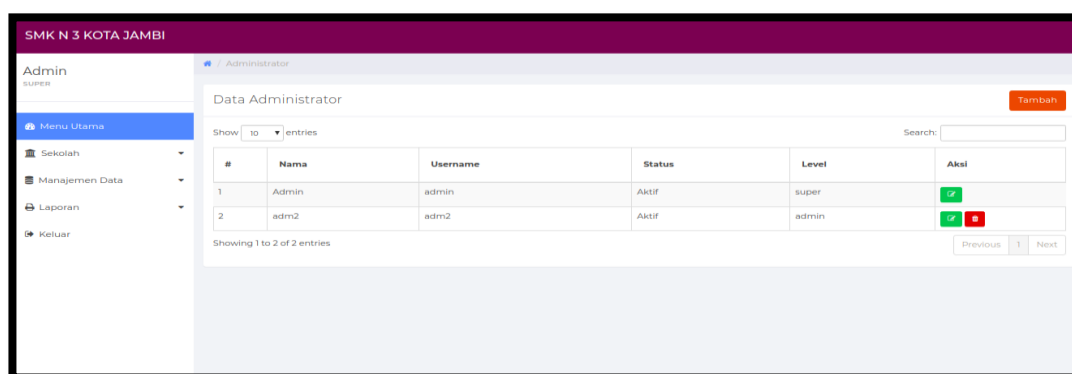 SMK N 3 KOTA JAMBI
Admin
SUPER
Menu Utama
Sekolah
Manajemen Data
Laporan
Keluar
/ Administrator
Data Administrator
Tambah
Show 10 entries
Search:
# Nama Username Status Level Aksi
1 Admin admin Aktif super
2 adm2 adm2 Aktif admin
Showing 1 to 2 of 2 entries
Previous 1 Next